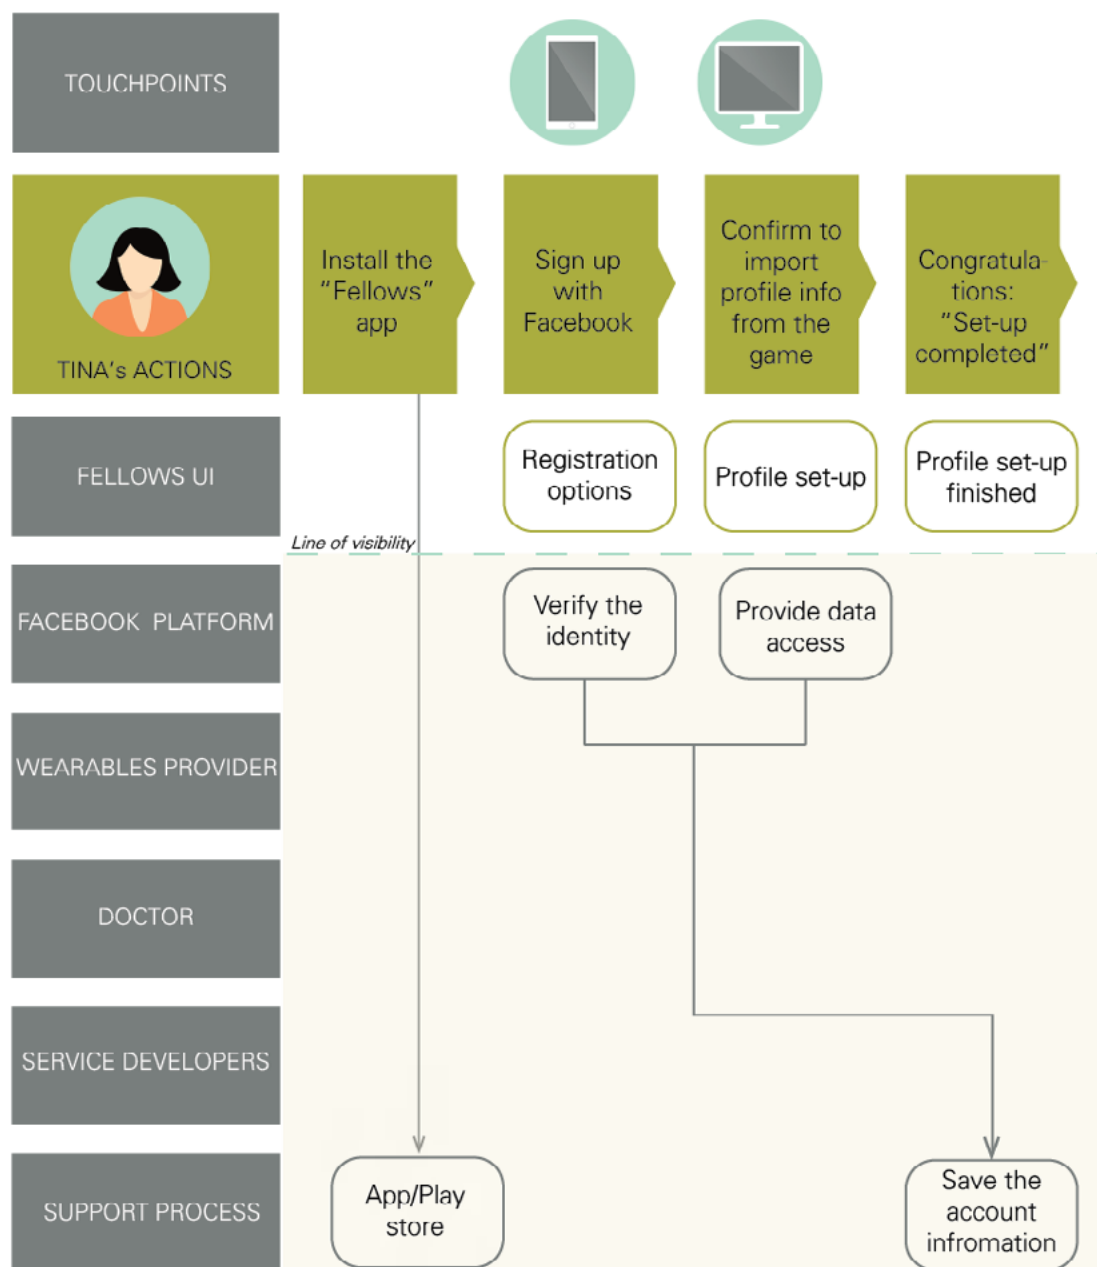 TOUCHPOINTS
TINA's ACTIONS
Install the
"Fellows"
app
Sign up
with
Facebook
Confirm to
import
profile info
from the
game
Congratula-
tions:
"Set-up
completed"
FELLOWS UI
Registration
options
Profile set-up
Profile set-up
finished
Line of visibility
FACEBOOK PLATFORM
Verify the
identity
Provide data
access
WEARABLES PROVIDER
DOCTOR
SERVICE DEVELOPERS
SUPPORT PROCESS
App/Play
store
Save the
account
infromation